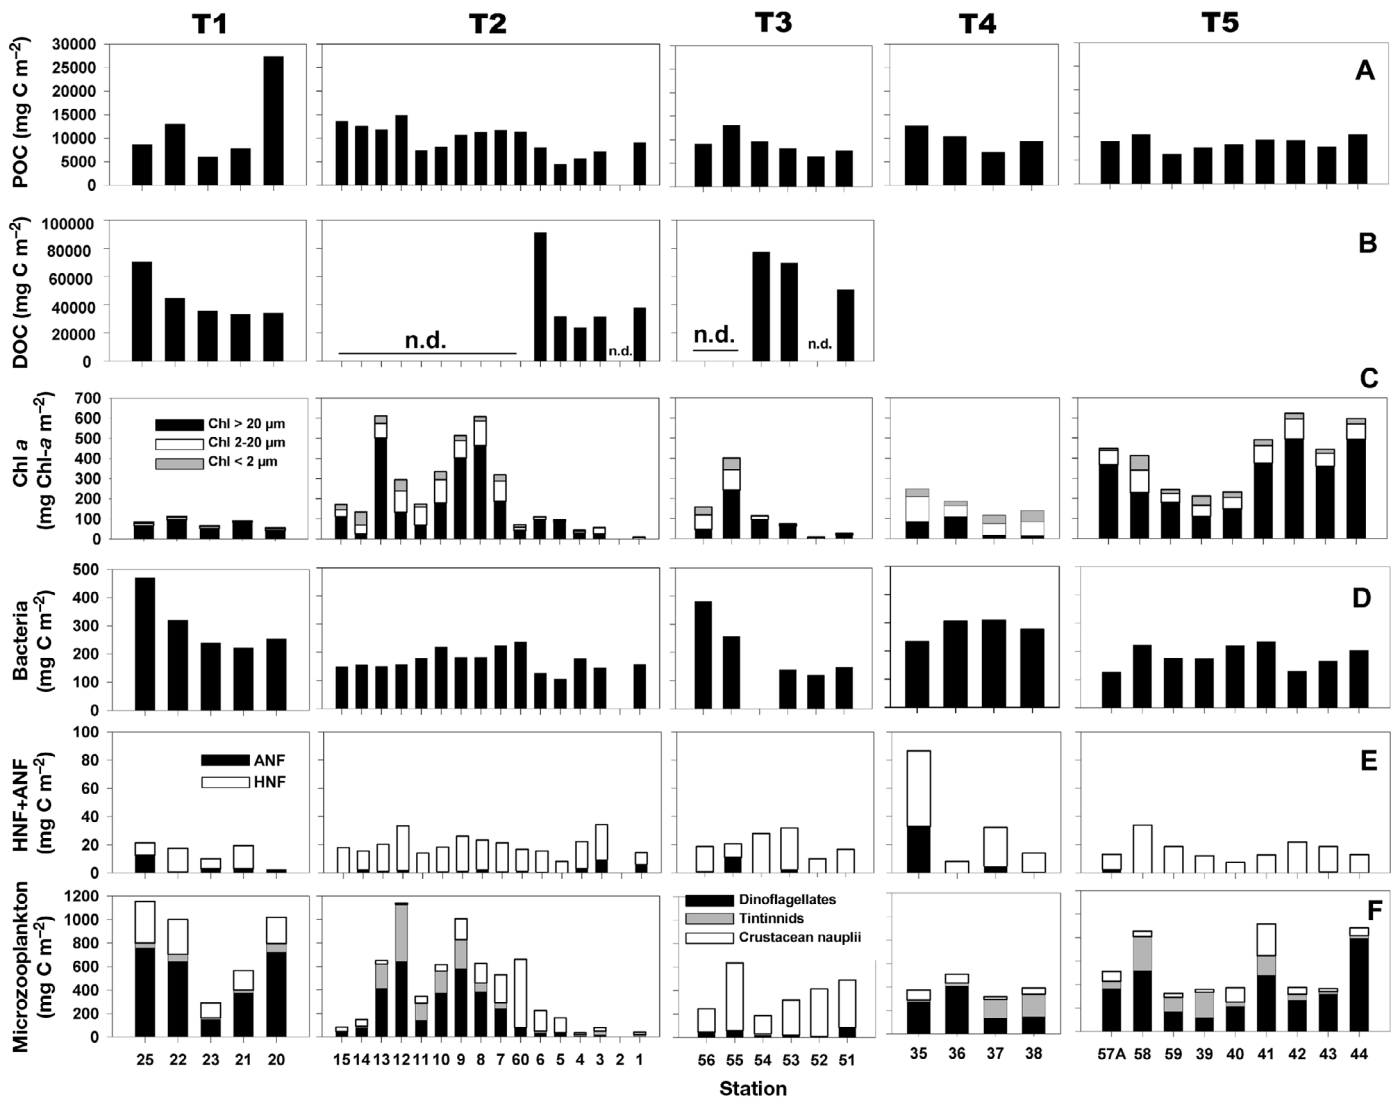 T1 T2 T3 T4 T5
POC (mg C m⁻²)
30000
25000
20000
15000
10000
5000
0
A
DOC (mg C m⁻²)
100000
80000
60000
40000
20000
0
n.d. n.d. n.d. n.d.
B
Chl a
(mg Chl-a m⁻²)
700
600
500
400
300
200
100
0
Chl > 20 µm
Chl 2-20 µm
Chl < 2 µm
C
Bacteria
(mg C m⁻²)
500
400
300
200
100
0
D
HNF+ANF
(mg C m⁻²)
100
80
60
40
20
0
ANF
HNF
E
Microzooplankton
(mg C m⁻²)
1200
1000
800
600
400
200
0
Dinoflagellates
Tintinnids
Crustacean nauplii
F
25 22 23 21 20 15 14 13 12 11 10 9 8 7 60 6 5 4 3 2 1 56 55 54 53 52 51 35 36 37 38 57A 58 59 39 40 41 42 43 44
Station